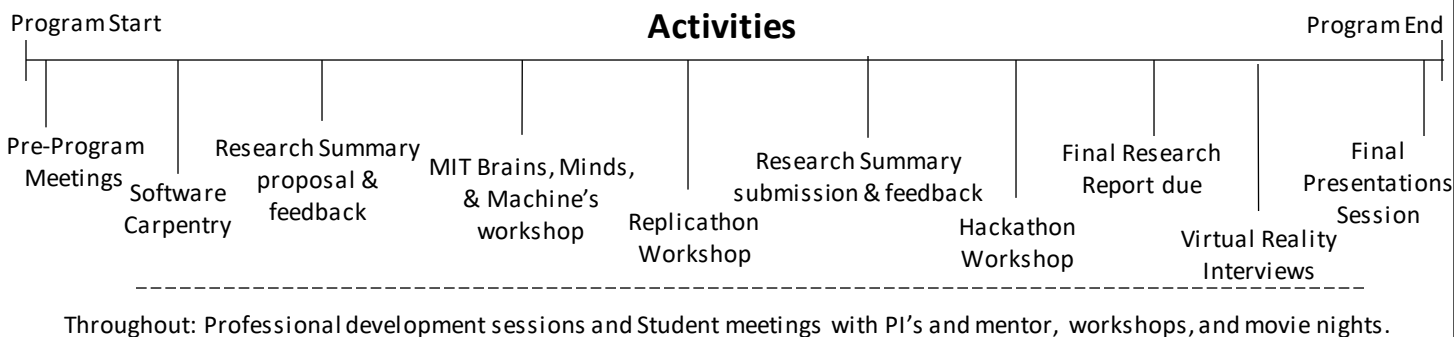 Program Start
Activities
Program End
Pre-Program
Meetings
Software
Carpentry
Research Summary
proposal &
feedback
MIT Brains, Minds,
& Machine's
workshop
Replicathon
Workshop
Research Summary
submission & feedback
Hackathon
Workshop
Final Research
Report due
Virtual Reality
Interviews
Final
Presentations
Session
Throughout: Professional development sessions and Student meetings with PI's and mentor, workshops, and movie nights.